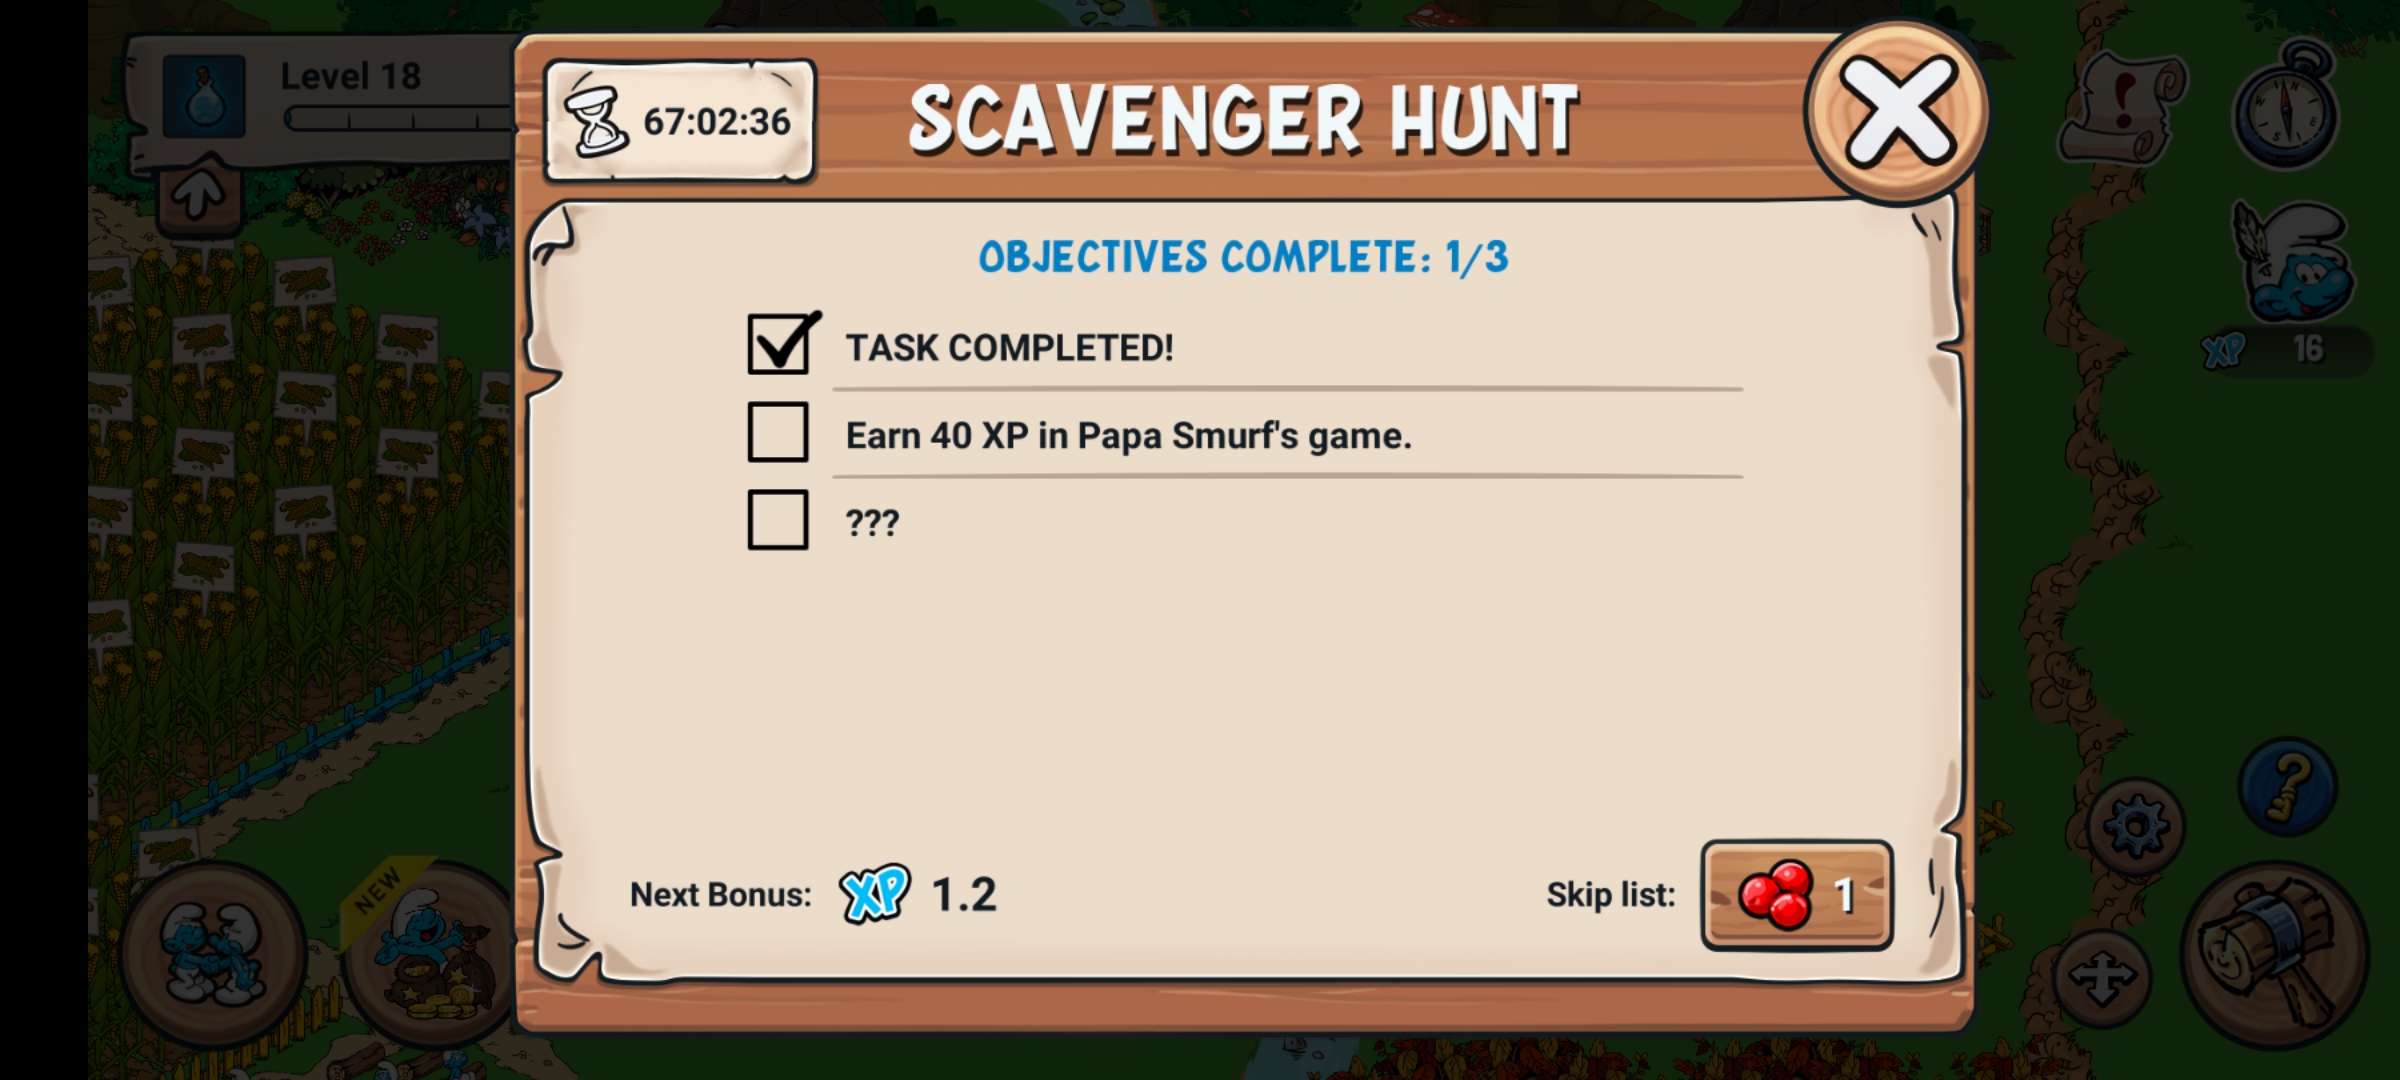 Level 18
67:02:36
SCAVENGER HUNT
OBJECTIVES COMPLETE: 1/3
TASK COMPLETED!
Earn 40 XP in Papa Smurf's game.
???
XP 16
NEW
Next Bonus: XP 1.2
Skip list: 1